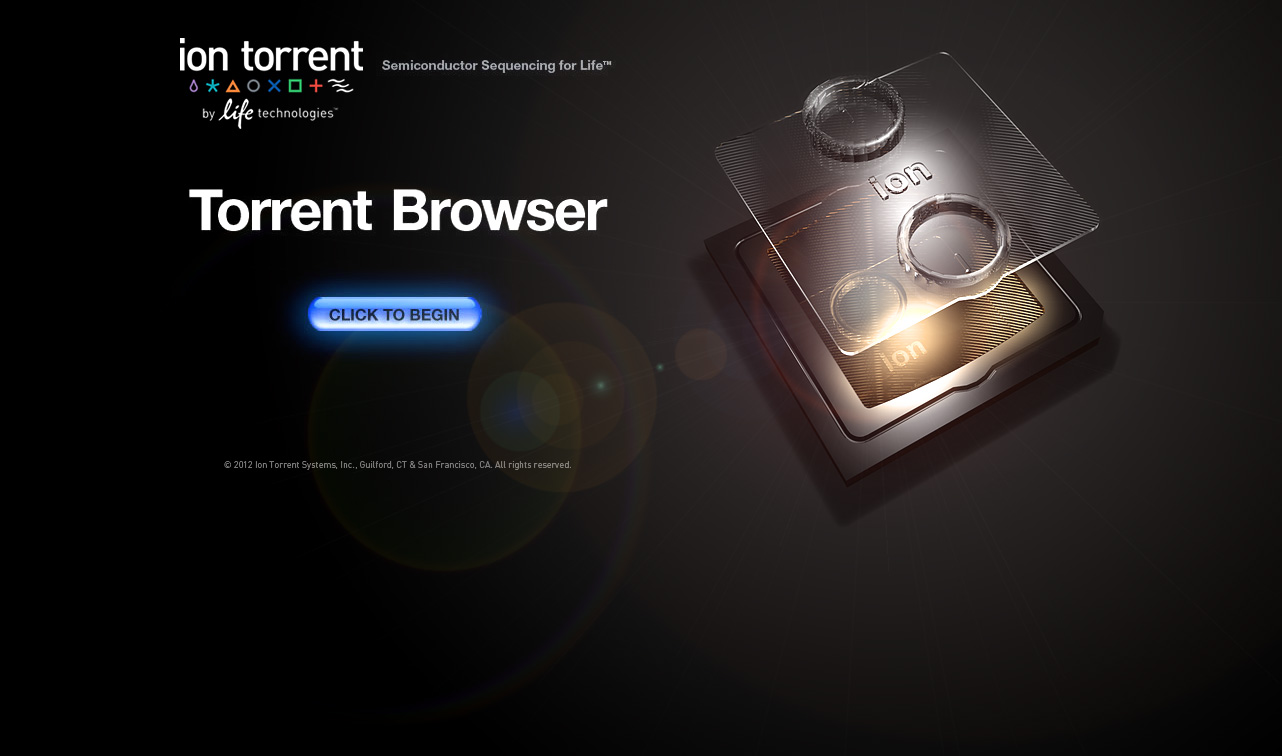 ion torrent
Semiconductor Sequencing for Life™
by life technologies™
Torrent Browser
CLICK TO BEGIN
© 2012 Ion Torrent Systems, Inc., Guilford, CT & San Francisco, CA. All rights reserved.
ion
ion